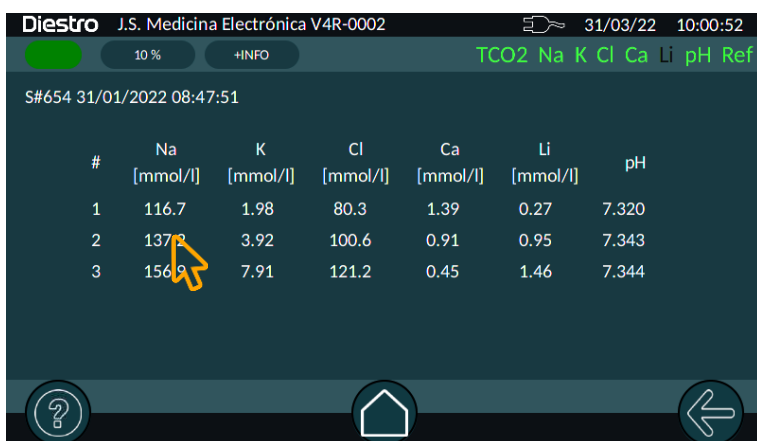 Diestro J.S. Medicina Electrónica V4R-0002 31/03/22 10:00:52
10 % +INFO TCO2 Na K Cl Ca Li pH Ref
S#654 31/01/2022 08:47:51
# Na [mmol/l] K [mmol/l] Cl [mmol/l] Ca [mmol/l] Li [mmol/l] pH
1 116.7 1.98 80.3 1.39 0.27 7.320
2 3.92 100.6 0.91 0.95 7.343
3 7.91 121.2 0.45 1.46 7.344
?